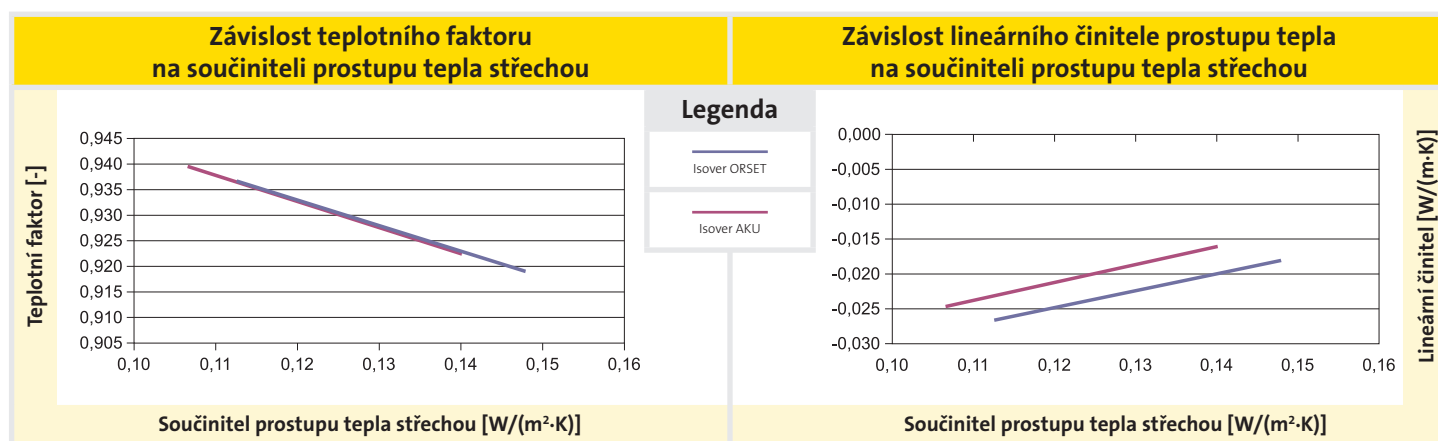 Závislost teplotního faktoru
na součiniteli prostupu tepla střechou
Teplotní faktor [-]
0,945
0,940
0,935
0,930
0,925
0,920
0,915
0,910
0,905
0,10 0,11 0,12 0,13 0,14 0,15 0,16
Součinitel prostupu tepla střechou [W/(m²·K)]
Legenda
Isover ORSET
Isover AKU
Závislost lineárního činitele prostupu tepla
na součiniteli prostupu tepla střechou
0,000
-0,005
-0,010
-0,015
-0,020
-0,025
-0,030
0,10 0,11 0,12 0,13 0,14 0,15 0,16
Lineární činitel [W/(m·K)]
Součinitel prostupu tepla střechou [W/(m²·K)]